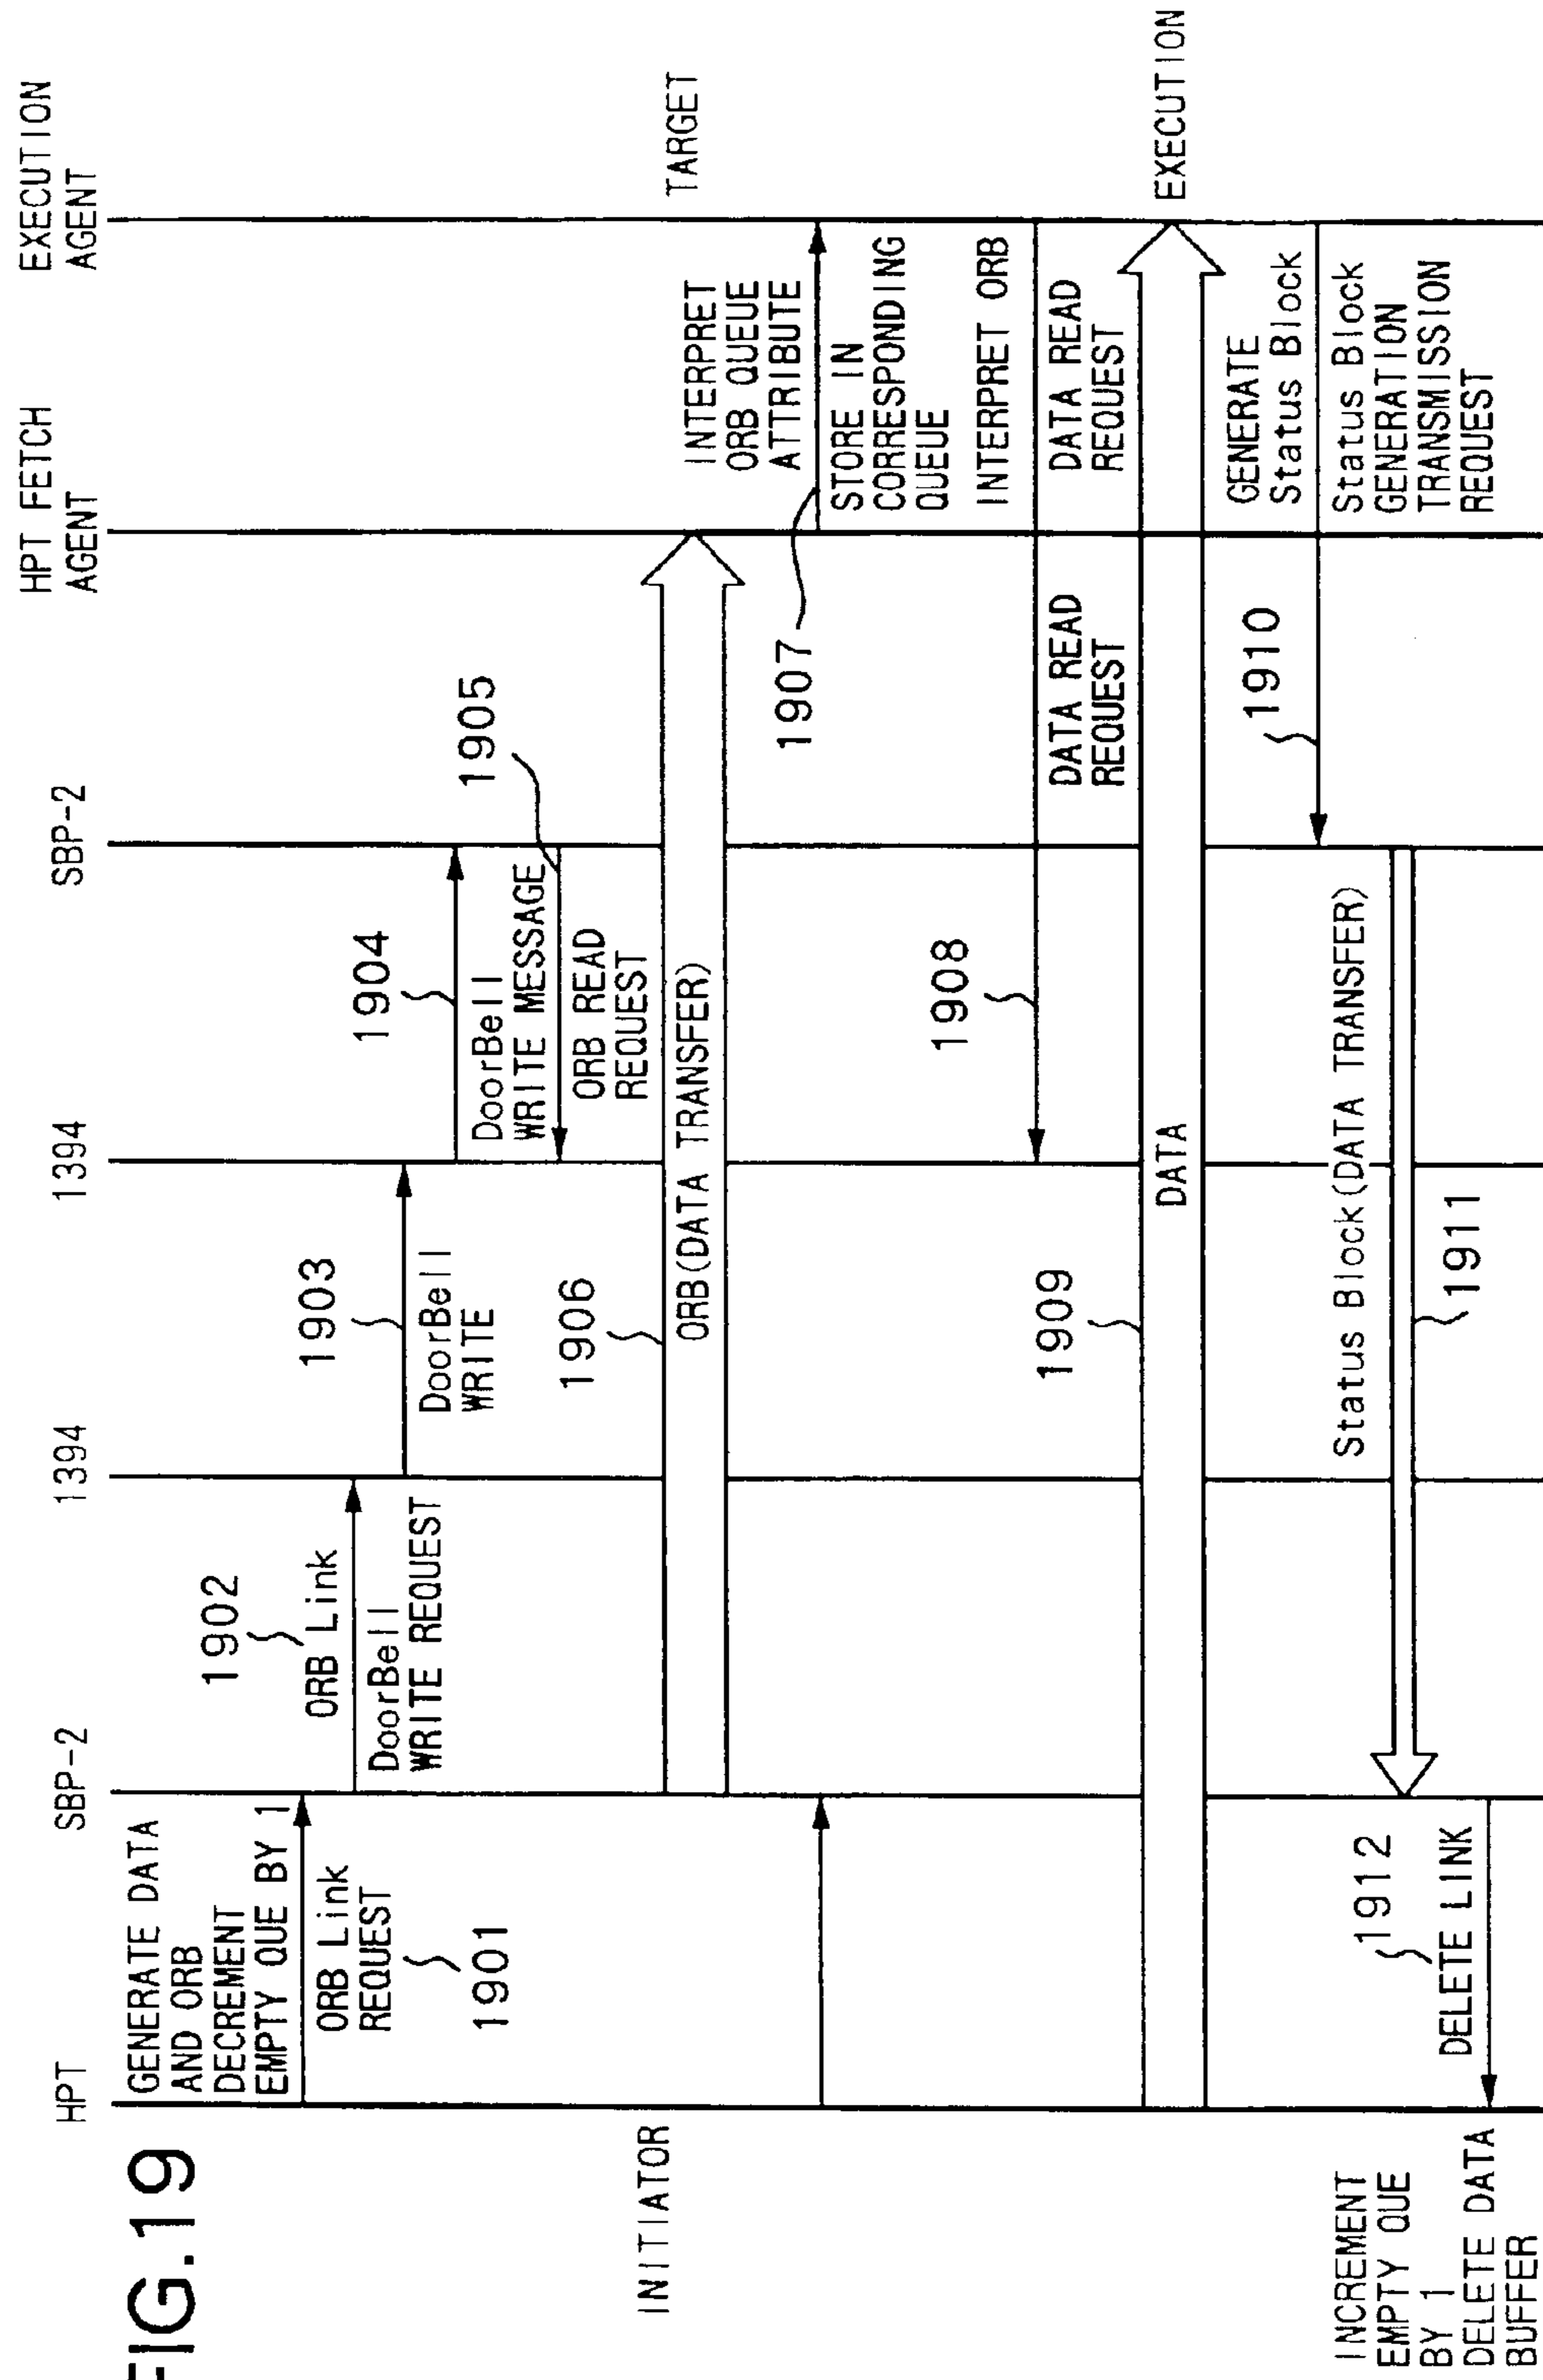 FIG.19
HPT
SBP-2
1394
1394
SBP-2
HPT FETCH
AGENT
EXECUTION
AGENT
GENERATE DATA
AND ORB
DECREMENT
EMPTY QUE BY 1
ORB Link
REQUEST
1901
1902
ORB Link
DoorBell
WRITE REQUEST
1903
DoorBell
WRITE
1904
DoorBell
WRITE MESSAGE
1905
ORB READ
REQUEST
INITIATOR
TARGET
1906
ORB(DATA TRANSFER)
INTERPRET
ORB QUEUE
ATTRIBUTE
1907
STORE IN
CORRESPONDING
QUEUE
INTERPRET ORB
1908
DATA READ
REQUEST
DATA READ
REQUEST
1909
DATA
EXECUTION
GENERATE
Status Block
1910
Status Block
GENERATION
TRANSMISSION
REQUEST
Status Block(DATA TRANSFER)
1911
1912
DELETE LINK
INCREMENT
EMPTY QUE
BY 1
DELETE DATA
BUFFER